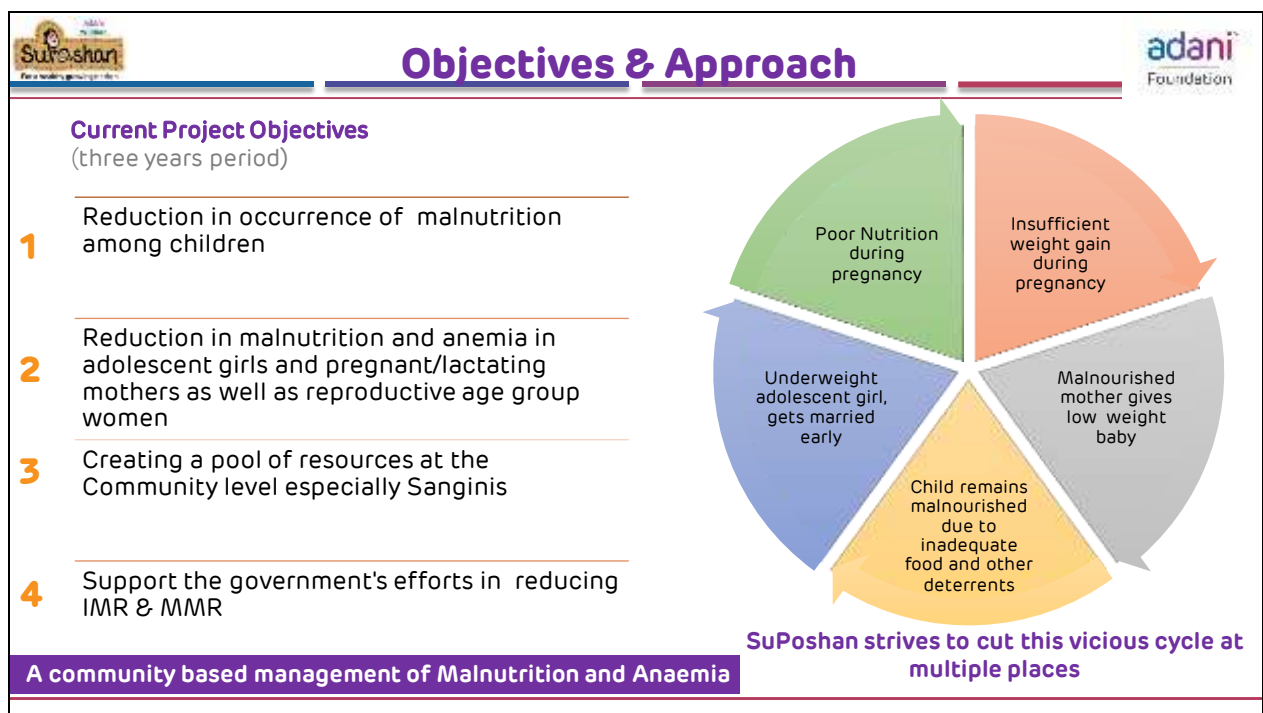 SuPoshan
Objectives & Approach
adani
Foundation
Current Project Objectives
(three years period)
1
Reduction in occurrence of malnutrition
among children
2
Reduction in malnutrition and anemia in
adolescent girls and pregnant/lactating
mothers as well as reproductive age group
women
3
Creating a pool of resources at the
Community level especially Sanginis
4
Support the government's efforts in reducing
IMR & MMR
A community based management of Malnutrition and Anaemia
Poor Nutrition
during
pregnancy
Insufficient
weight gain
during
pregnancy
Malnourished
mother gives
low weight
baby
Child remains
malnourished
due to
inadequate
food and other
deterrents
Underweight
adolescent girl,
gets married
early
SuPoshan strives to cut this vicious cycle at
multiple places